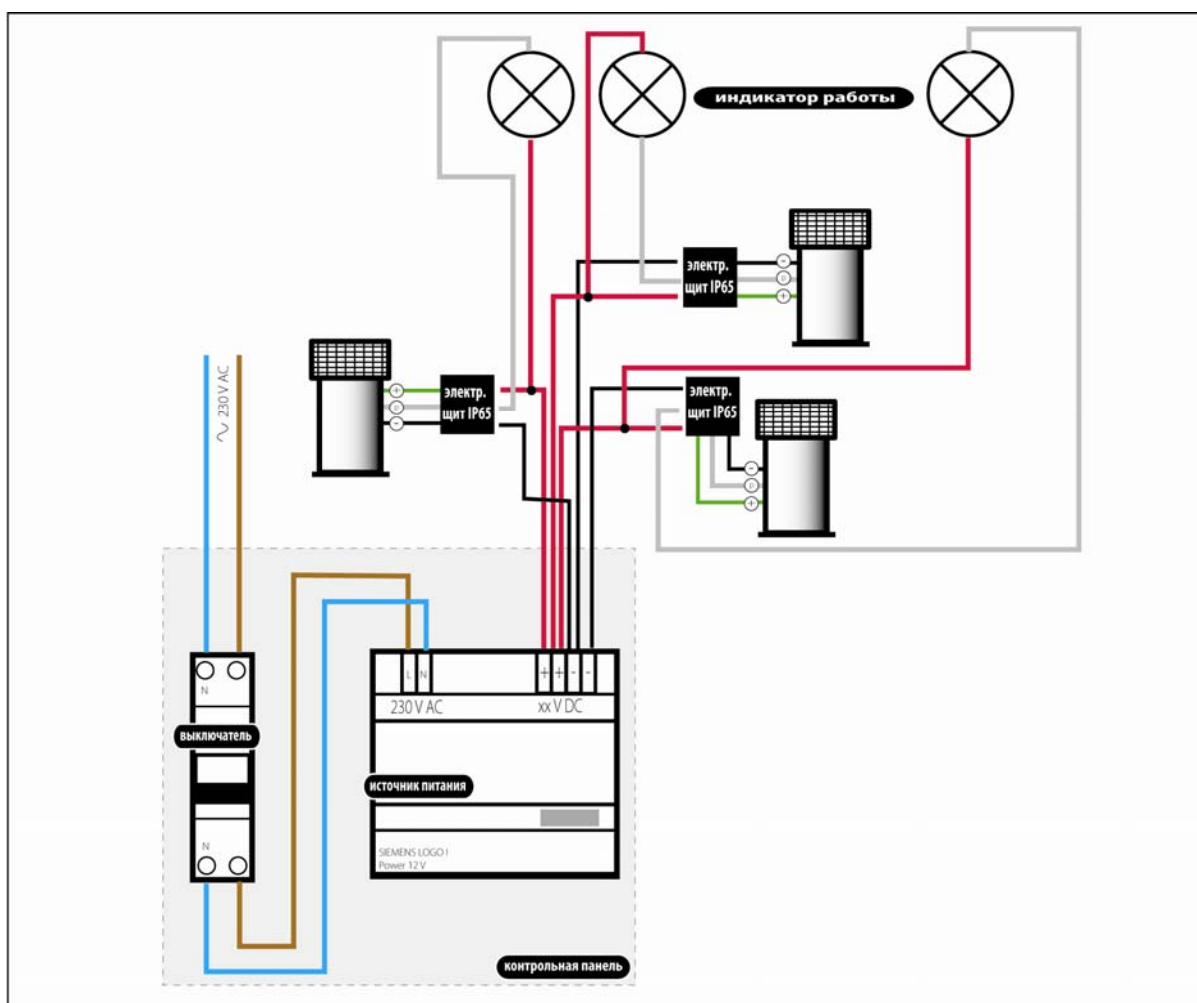 индикатор работы
электр.
щит IP65
- p +
электр.
щит IP65
+ p -
электр.
щит IP65
- p +
~ 230 V AC
N
L N + + - -
230 V AC xx V DC
выключатель
источник питания
N
SIEMENS LOGO !
Power 12 V
контрольная панель